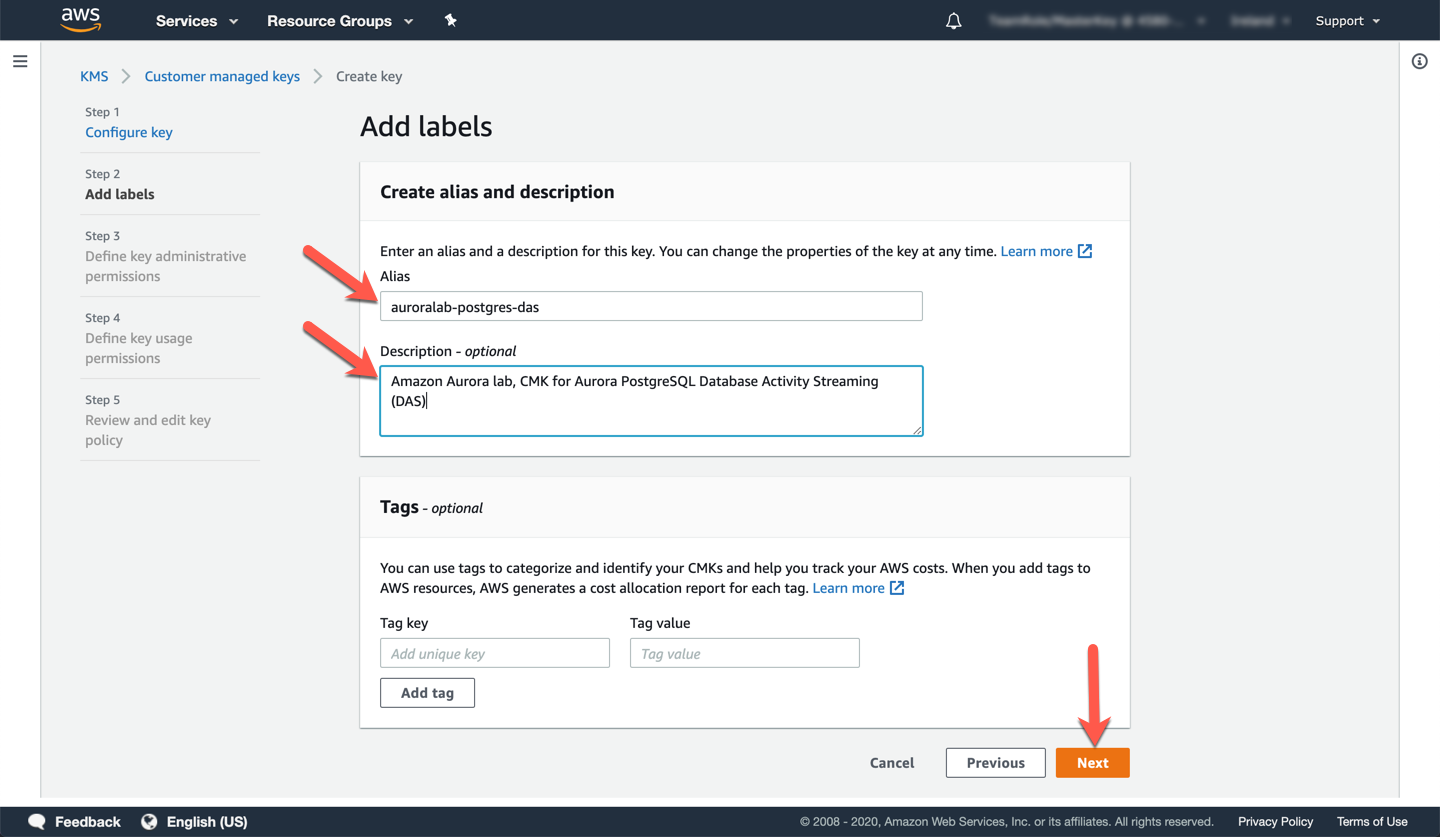 aws
Services
Resource Groups
Support
KMS
Customer managed keys
Create key
Step 1
Configure key
Step 2
Add labels
Step 3
Define key administrative
permissions
Step 4
Define key usage
permissions
Step 5
Review and edit key
policy
Add labels
Create alias and description
Enter an alias and a description for this key. You can change the properties of the key at any time. Learn more
Alias
auroralab-postgres-das
Description - optional
Amazon Aurora lab, CMK for Aurora PostgreSQL Database Activity Streaming
(DAS)
Tags - optional
You can use tags to categorize and identify your CMKs and help you track your AWS costs. When you add tags to
AWS resources, AWS generates a cost allocation report for each tag. Learn more
Tag key
Tag value
Add unique key
Tag value
Add tag
Cancel
Previous
Next
Feedback
English (US)
© 2008 - 2020, Amazon Web Services, Inc. or its affiliates. All rights reserved.
Privacy Policy
Terms of Use